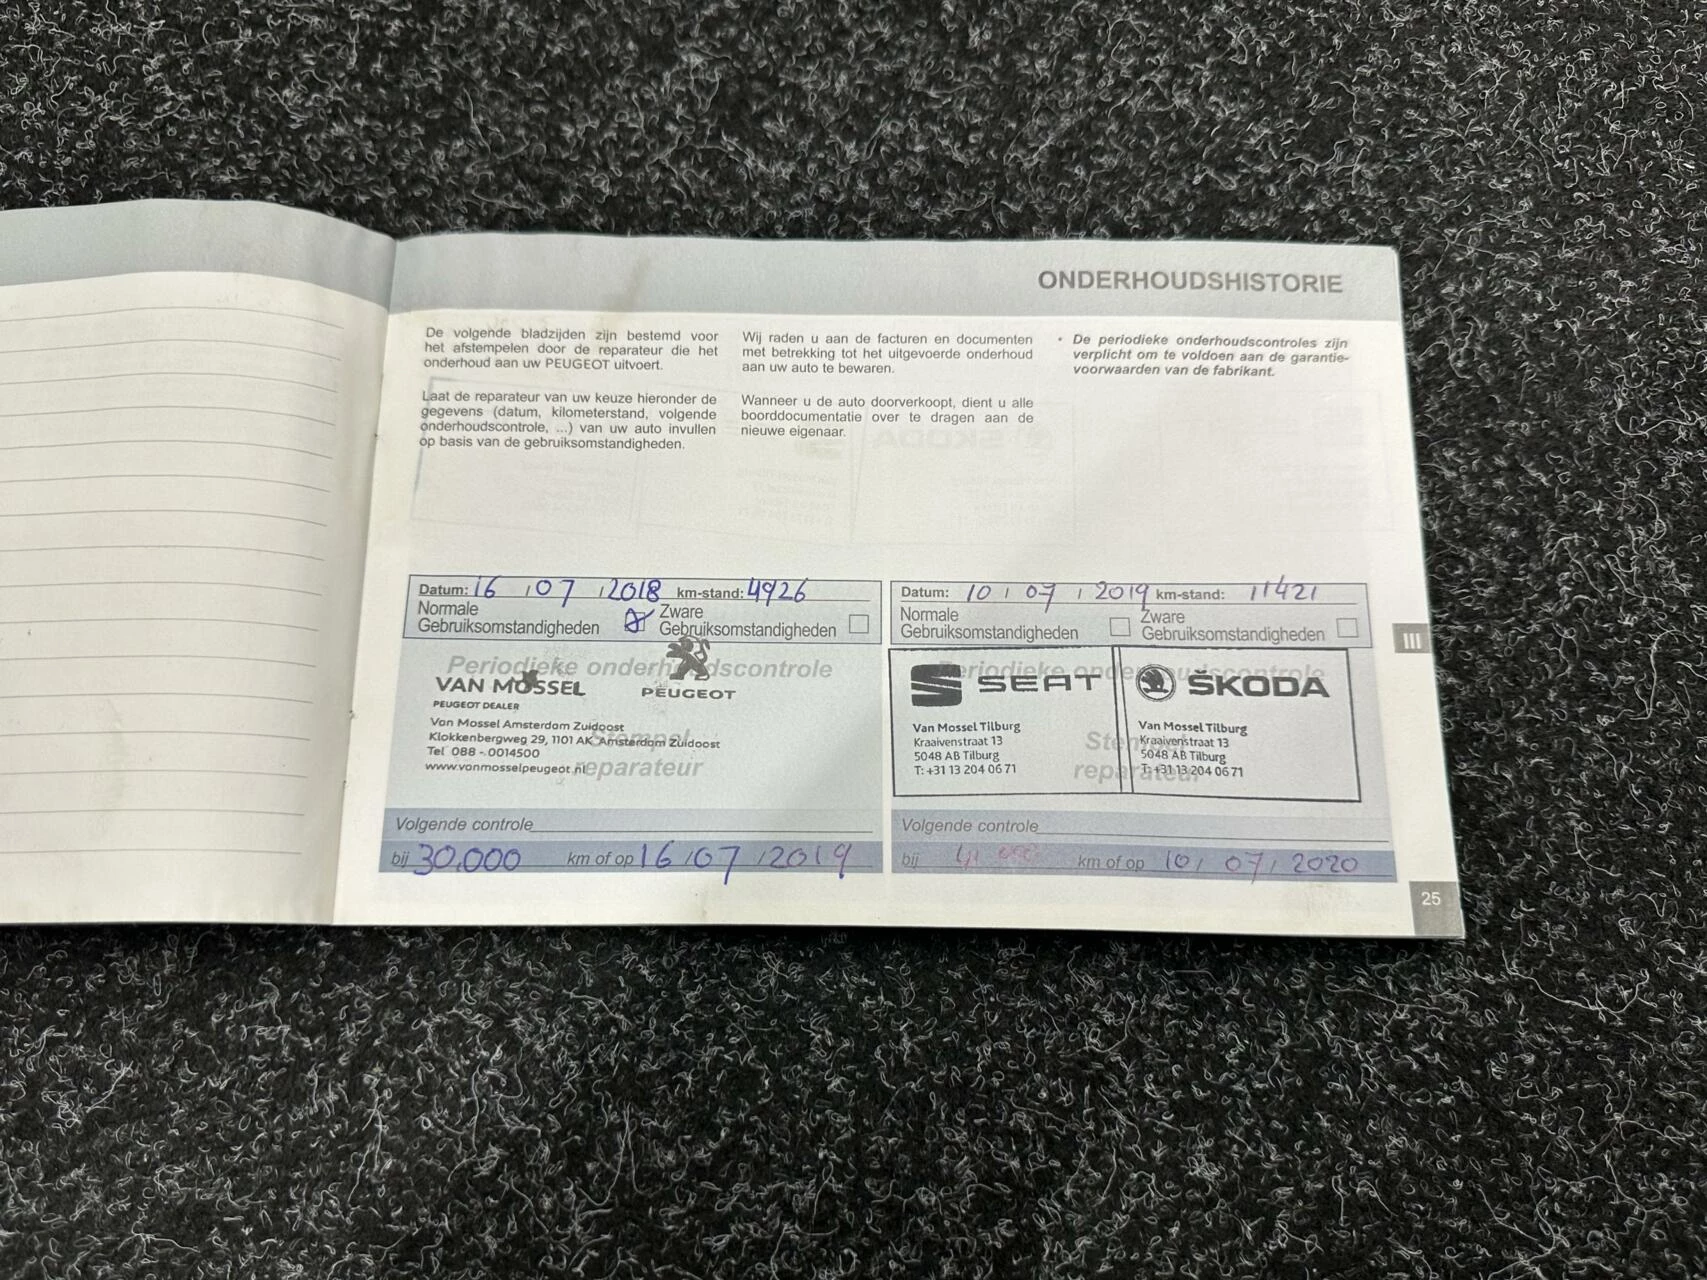 ONDERHOUDSHISTORIE
De volgende bladzijden zijn bestemd voor
het afstempelen door de reparateur die het
onderhoud aan uw PEUGEOT uitvoert.
Laat de reparateur van uw keuze hieronder de
gegevens (datum, kilometerstand, volgende
onderhoudscontrole, ...) van uw auto invullen
op basis van de gebruiksomstandigheden.
Wij raden u aan de facturen en documenten
met betrekking tot het uitgevoerde onderhoud
aan uw auto te bewaren.
Wanneer u de auto doorverkoopt, dient u alle
boorddocumentatie over te dragen aan de
nieuwe eigenaar.
• De periodieke onderhoudscontroles zijn
verplicht om te voldoen aan de garantie-
voorwaarden van de fabrikant.
Datum: 16 / 07 / 2018 km-stand: 4926
Normale
Gebruiksomstandigheden
Zware
Gebruiksomstandigheden
Periodieke onderhoudscontrole
VAN MOSSEL
PEUGEOT DEALER
PEUGEOT
Van Mossel Amsterdam Zuidoost
Klokkenbergweg 29, 1101 AK Amsterdam Zuidoost
Tel 088 - 0014500
www.vanmosselpeugeot.nl
Stempel
reparateur
Volgende controle
bij 30.000 km of op 16 / 07 / 2019
Datum: 10 / 07 / 2019 km-stand: 11421
Normale
Gebruiksomstandigheden
Zware
Gebruiksomstandigheden
Periodieke onderhoudscontrole
SEAT
Van Mossel Tilburg
Kraaivenstraat 13
5048 AB Tilburg
T: +31 13 204 06 71
ŠKODA
Van Mossel Tilburg
Kraaivenstraat 13
5048 AB Tilburg
T: +31 13 204 06 71
Stempel
reparateur
Volgende controle
bij km of op 10 / 07 / 2020
III
25